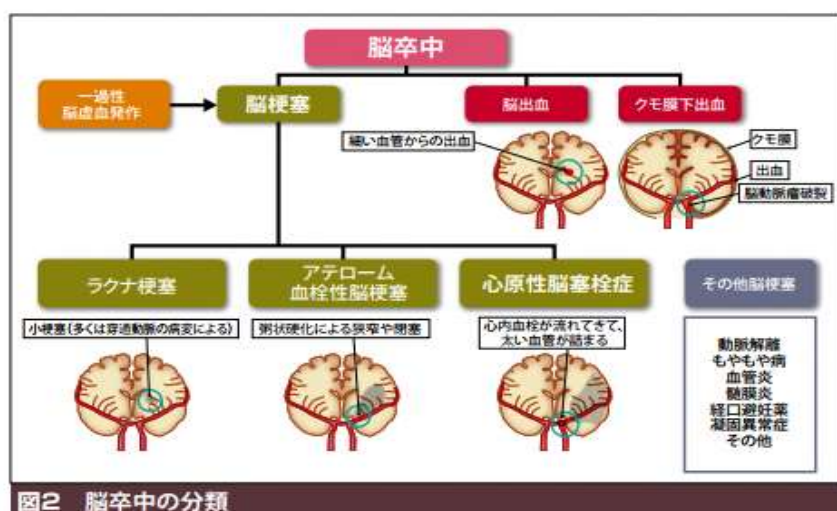 脳卒中
一過性
脳虚血発作
脳梗塞
脳出血
クモ膜下出血
細い血管からの出血
クモ膜
出血
脳動脈瘤破裂
ラクナ梗塞
アテローム
血栓性脳梗塞
心原性脳塞栓症
その他脳梗塞
小梗塞(多くは穿通動脈の病変による)
粥状硬化による狭窄や閉塞
心内血栓が流れてきて、
太い血管が詰まる
動脈解離
もやもや病
血管炎
髄膜炎
経口避妊薬
凝固異常症
その他
図2 脳卒中の分類